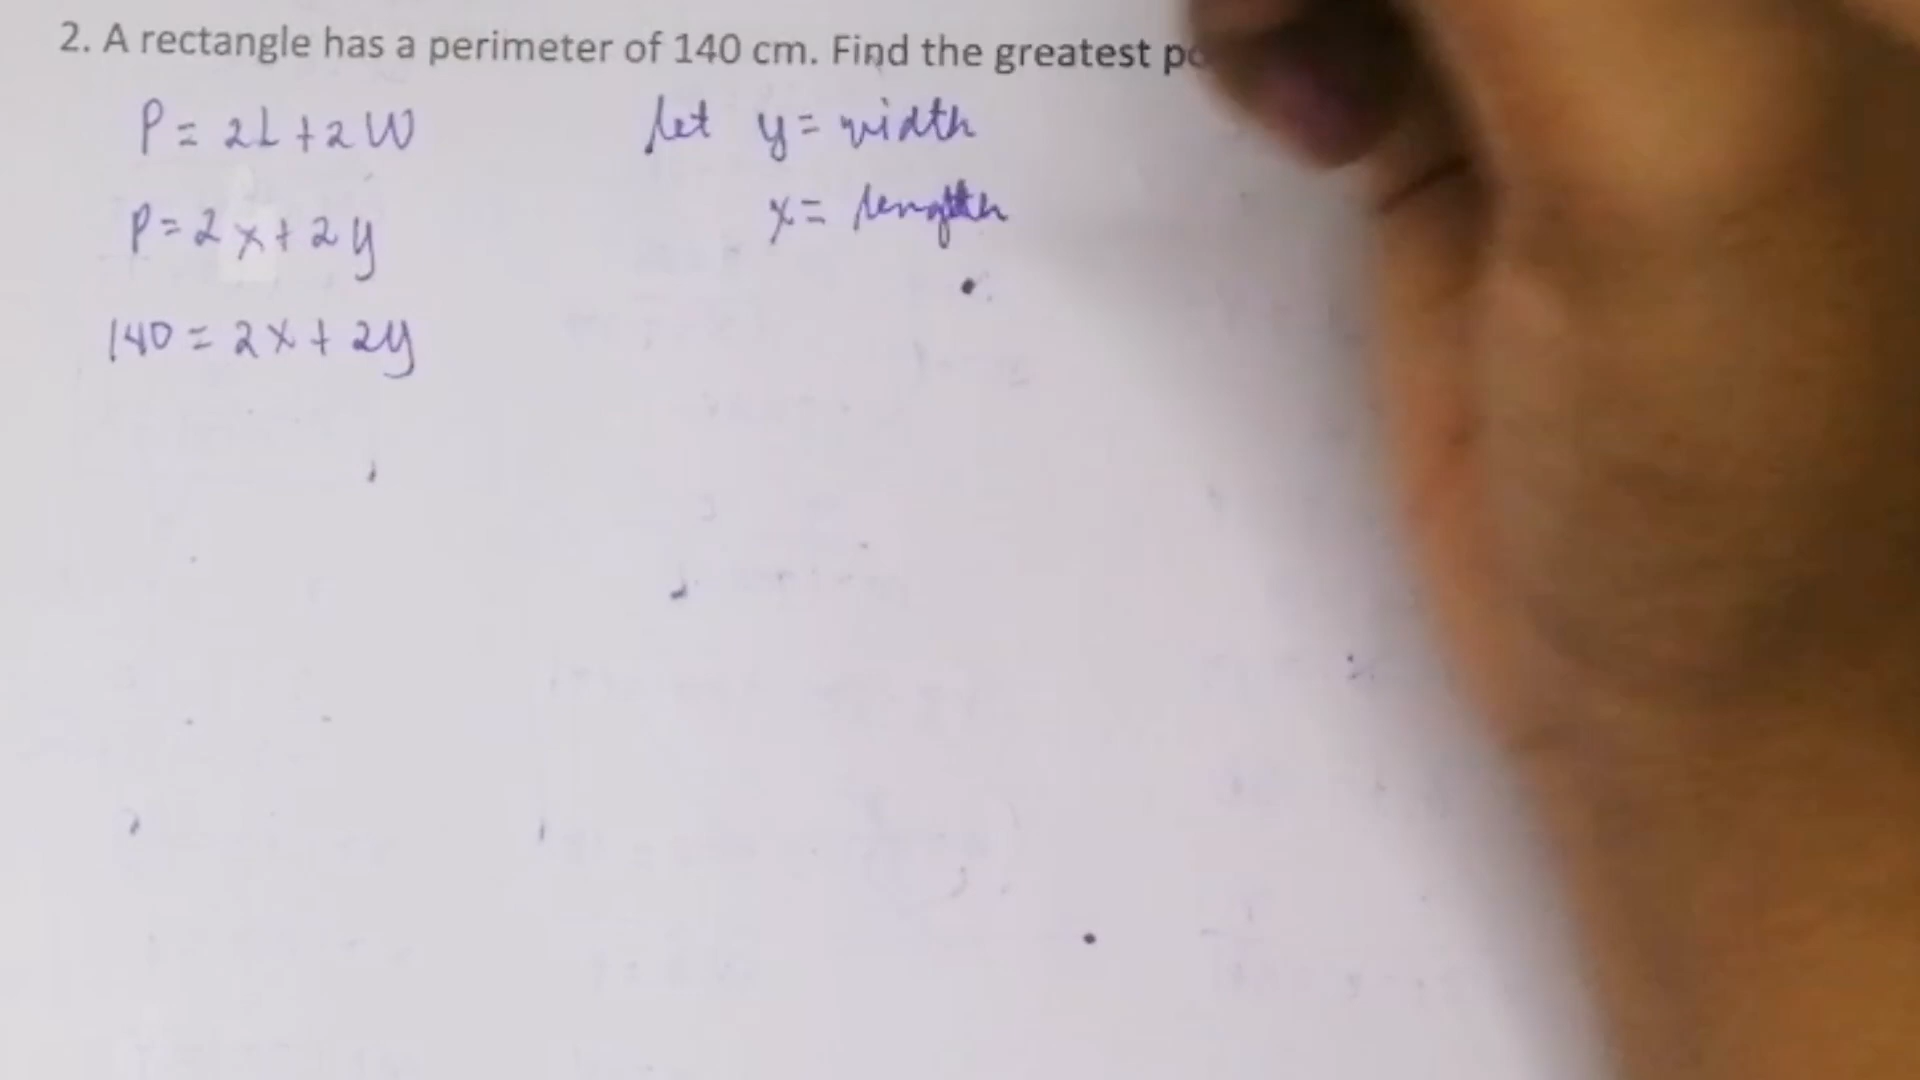 2. A rectangle has a perimeter of 140 cm. Find the greatest
P = 2L + 2W
let y = width
P = 2x + 2y
x = length
140 = 2x + 2y